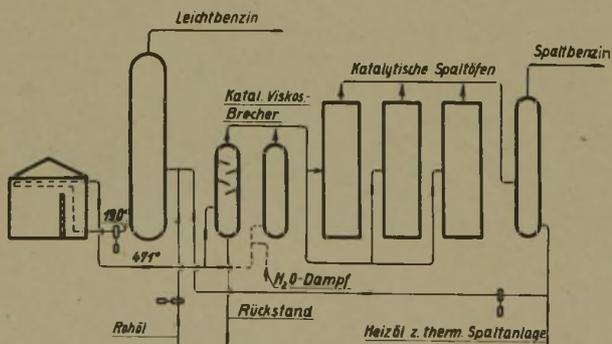 Leichtbenzin
Spaltbenzin
Katalytische Spaltöfen
Katal. Viskos.-
Brecher
190°
471°
H₂O-Dampf
Rückstand
Rohöl
Heizöl z. therm. Spaltanlage